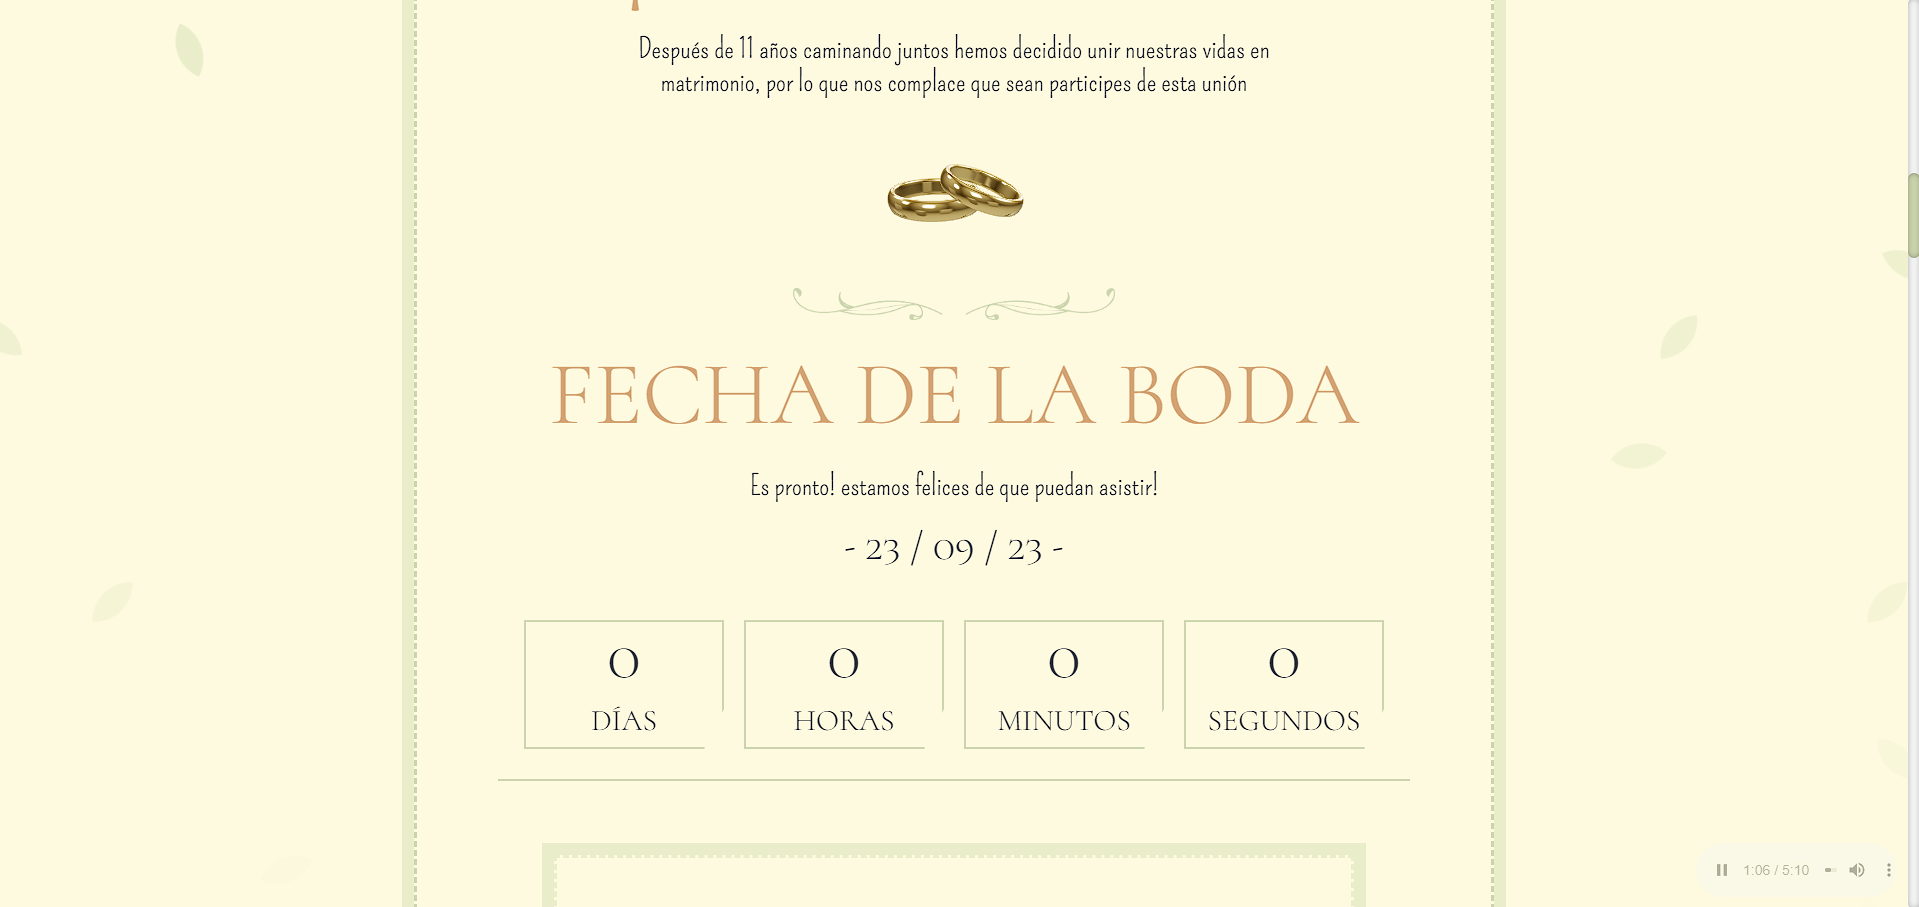 Después de 11 años caminando juntos hemos decidido unir nuestras vidas en
matrimonio, por lo que nos complace que sean participes de esta unión
FECHA DE LA BODA
Es pronto! estamos felices de que puedan asistir!
- 23 / 09 / 23 -
0 0 0 0
DÍAS HORAS MINUTOS SEGUNDOS
1:06 / 5:10